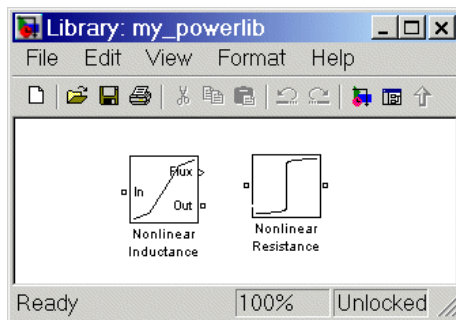 Library: my_powerlib
File Edit View Format Help
Flux
In
Out
Nonlinear
Inductance
Nonlinear
Resistance
Ready 100% Unlocked